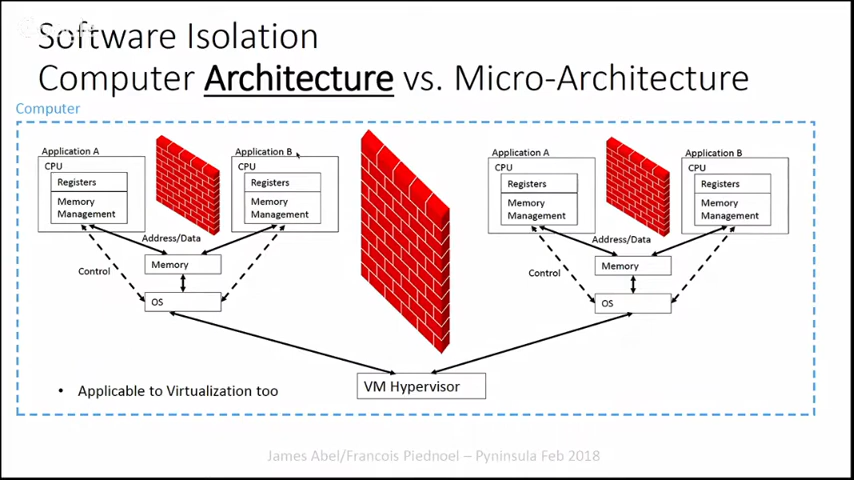 Software Isolation
Computer Architecture vs. Micro-Architecture
Computer
Application A
CPU
Registers
Memory
Management
Application B
CPU
Registers
Memory
Management
Address/Data
Memory
Control
OS
Application A
CPU
Registers
Memory
Management
Application B
CPU
Registers
Memory
Management
Address/Data
Memory
Control
OS
VM Hypervisor
• Applicable to Virtualization too
James Abel/Francois Piednoel – Pyninsula Feb 2018